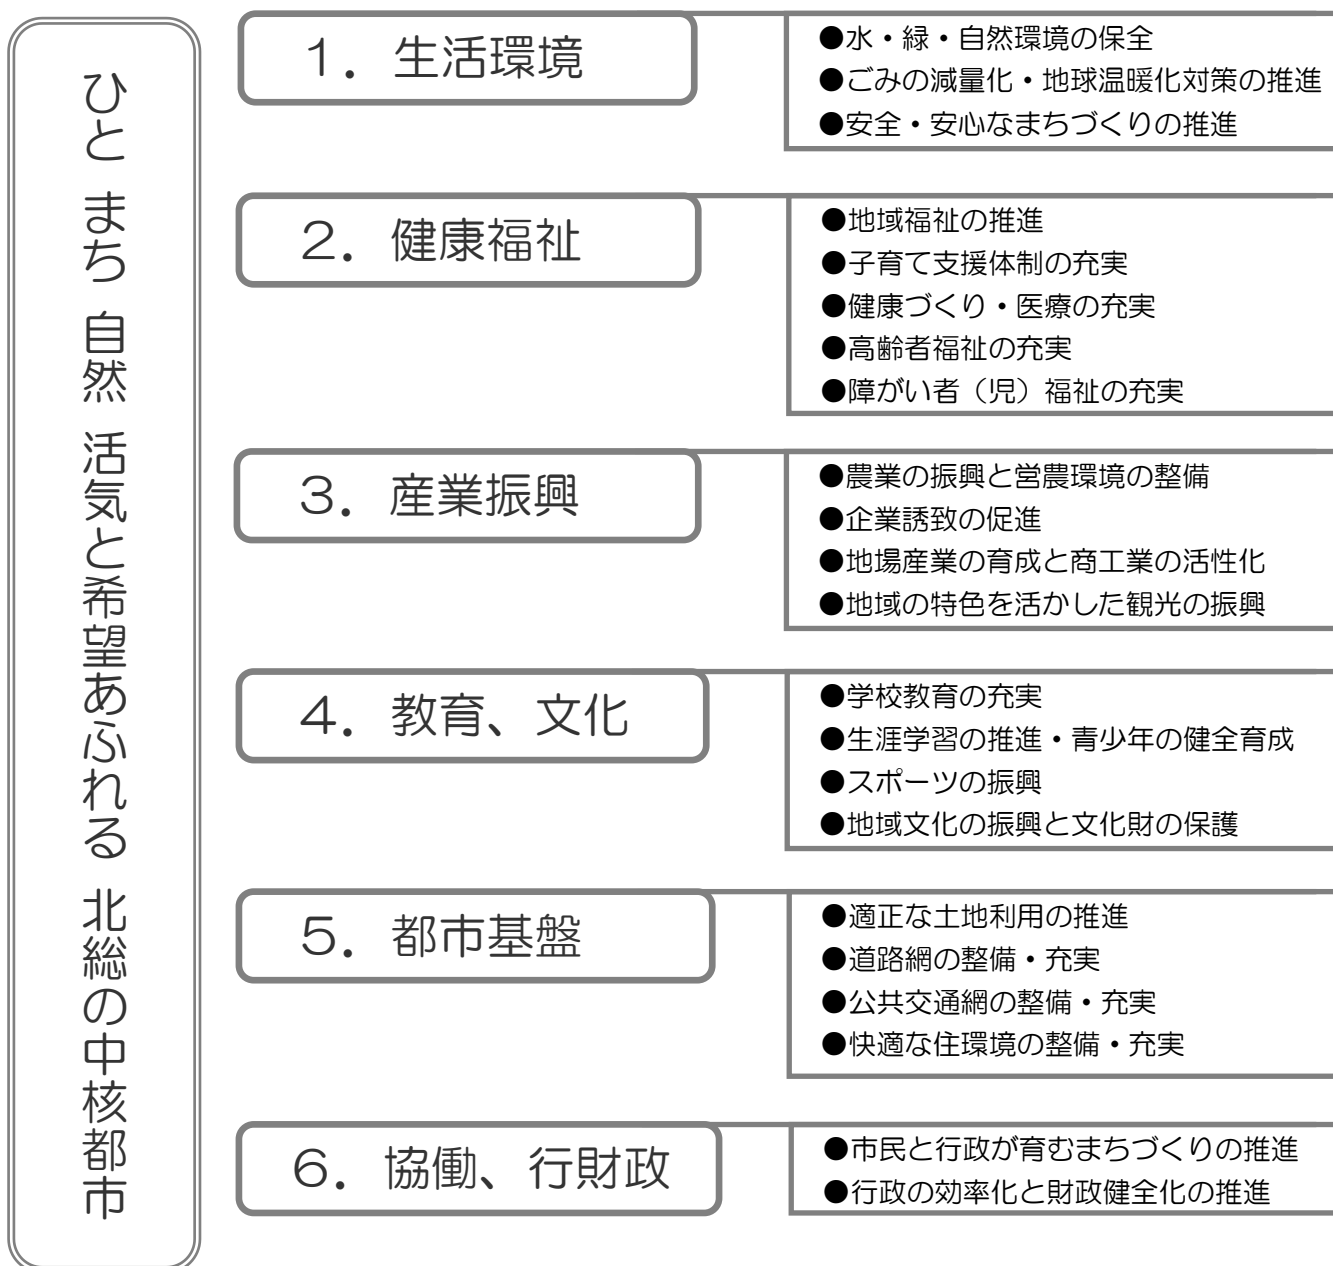 ひと まち 自然 活気と希望あふれる 北総の中核都市
1．生活環境
●水・緑・自然環境の保全
●ごみの減量化・地球温暖化対策の推進
●安全・安心なまちづくりの推進
2．健康福祉
●地域福祉の推進
●子育て支援体制の充実
●健康づくり・医療の充実
●高齢者福祉の充実
●障がい者（児）福祉の充実
3．産業振興
●農業の振興と営農環境の整備
●企業誘致の促進
●地場産業の育成と商工業の活性化
●地域の特色を活かした観光の振興
4．教育、文化
●学校教育の充実
●生涯学習の推進・青少年の健全育成
●スポーツの振興
●地域文化の振興と文化財の保護
5．都市基盤
●適正な土地利用の推進
●道路網の整備・充実
●公共交通網の整備・充実
●快適な住環境の整備・充実
6．協働、行財政
●市民と行政が育むまちづくりの推進
●行政の効率化と財政健全化の推進